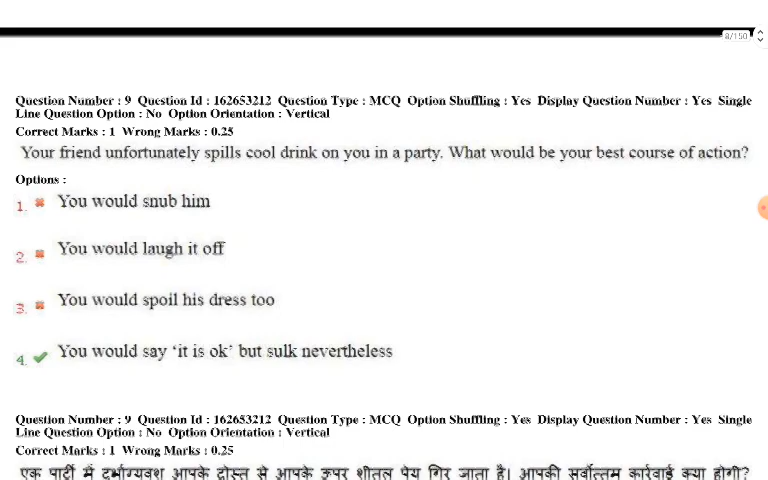 8/150
Question Number : 9 Question Id : 162653212 Question Type : MCQ Option Shuffling : Yes Display Question Number : Yes Single
Line Question Option : No Option Orientation : Vertical
Correct Marks : 1 Wrong Marks : 0.25
Your friend unfortunately spills cool drink on you in a party. What would be your best course of action?
Options :
1. You would snub him
2. You would laugh it off
3. You would spoil his dress too
4. You would say ‘it is ok’ but sulk nevertheless
Question Number : 9 Question Id : 162653212 Question Type : MCQ Option Shuffling : Yes Display Question Number : Yes Single
Line Question Option : No Option Orientation : Vertical
Correct Marks : 1 Wrong Marks : 0.25
एक पार्टी में दुर्भाग्यवश आपके दोस्त से आपके ऊपर शीतल पेय गिर जाता है। आपकी सर्वोत्तम कार्रवाई क्या होगी?